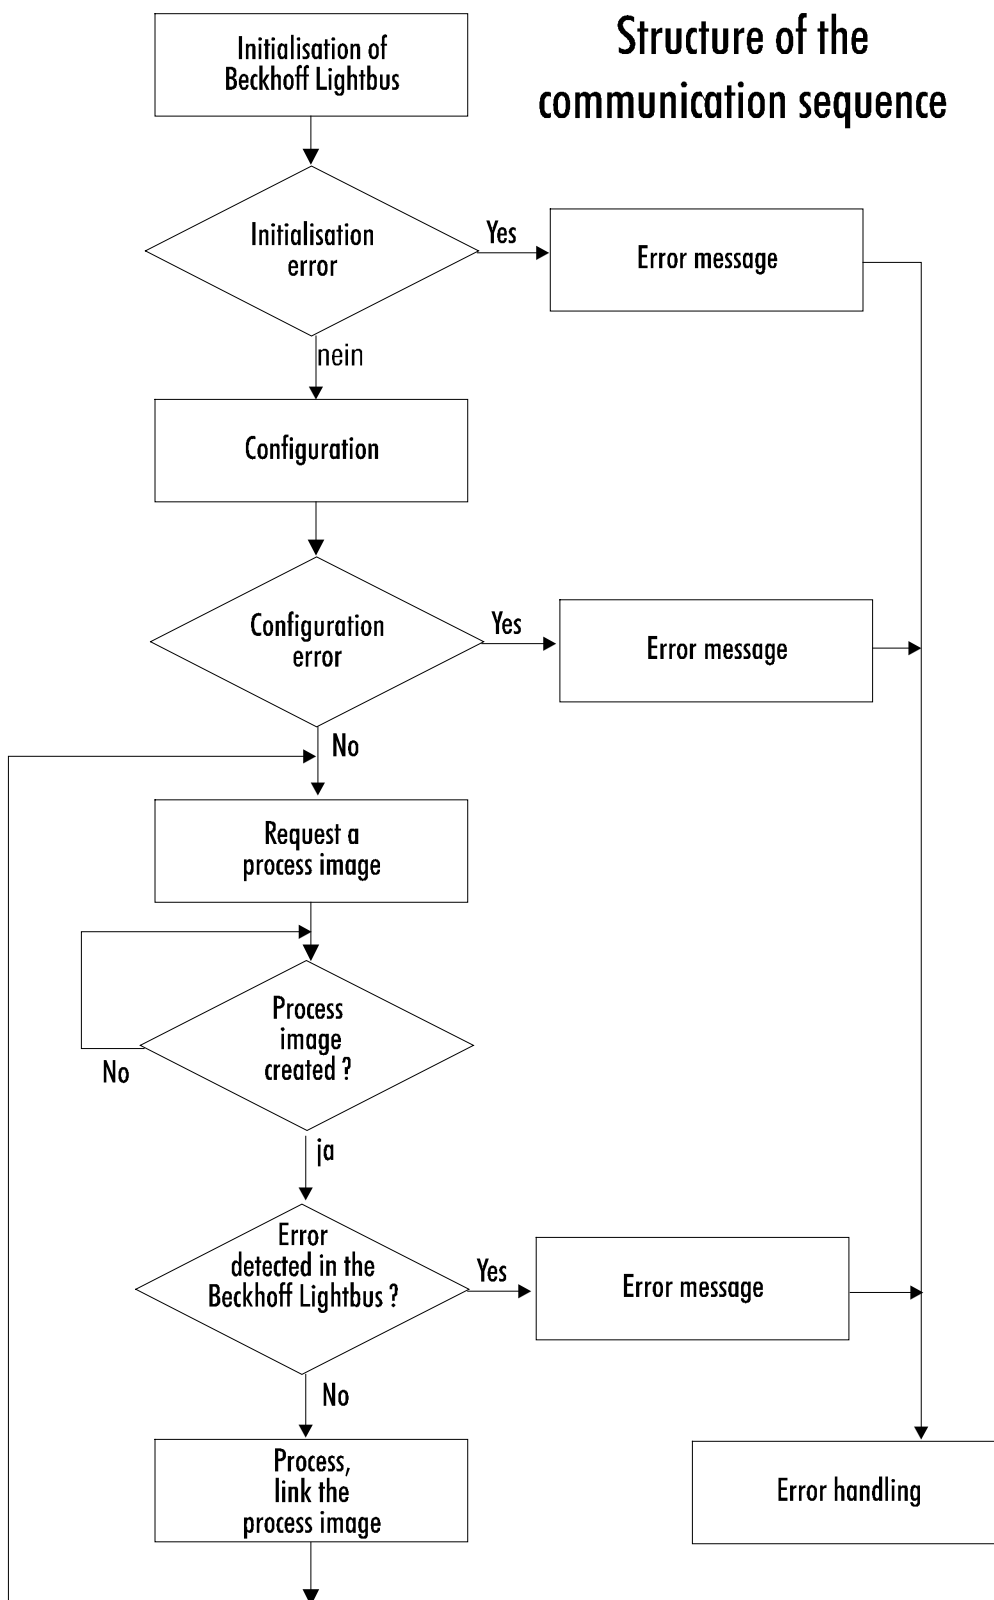 Structure of the
communication sequence
Initialisation of
Beckhoff Lightbus
Initialisation
error
Yes
Error message
nein
Configuration
Configuration
error
Yes
Error message
No
Request a
process image
Process
image
created ?
No
ja
Error
detected in the
Beckhoff Lightbus ?
Yes
Error message
No
Process,
link the
process image
Error handling